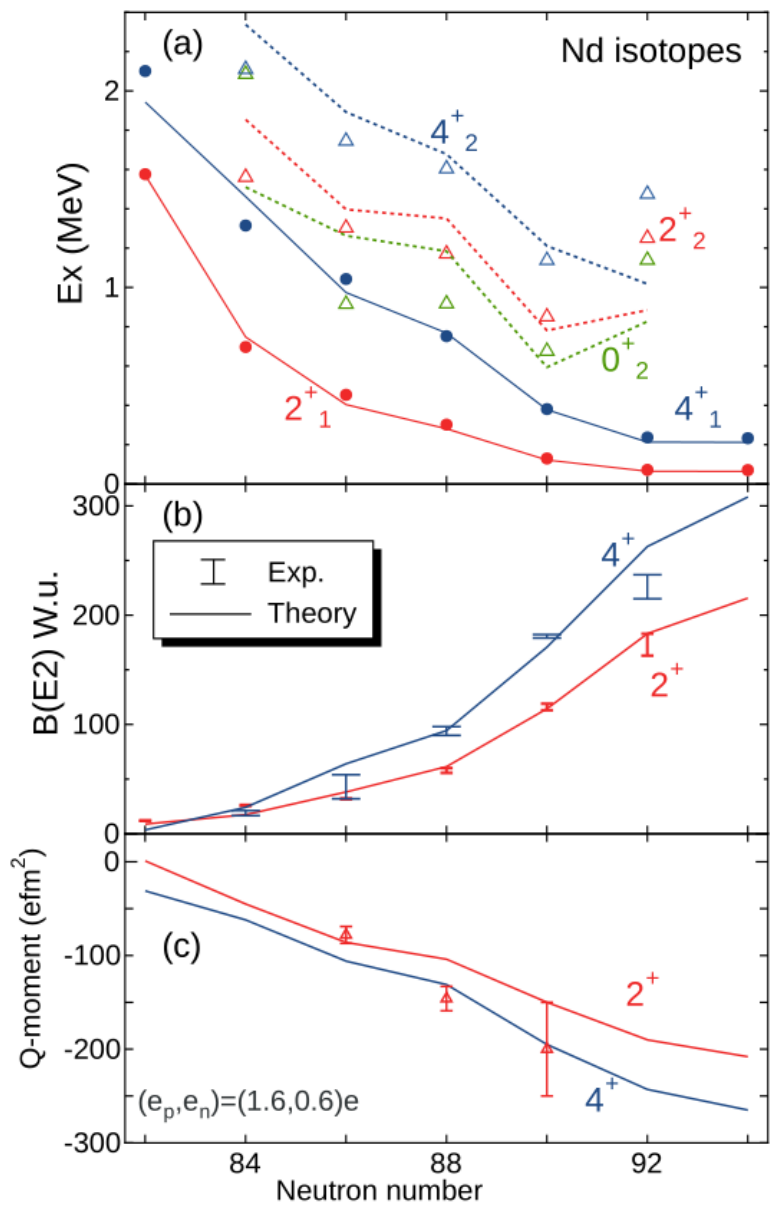 (a)
Nd isotopes
Ex (MeV)
2
1
0
4⁺₂
2⁺₂
0⁺₂
2⁺₁
4⁺₁
(b)
B(E2) W.u.
300
200
100
0
Exp.
Theory
4⁺
2⁺
(c)
Q-moment (efm²)
0
-100
-200
-300
2⁺
4⁺
(eₚ,eₙ)=(1.6,0.6)e
84
88
92
Neutron number